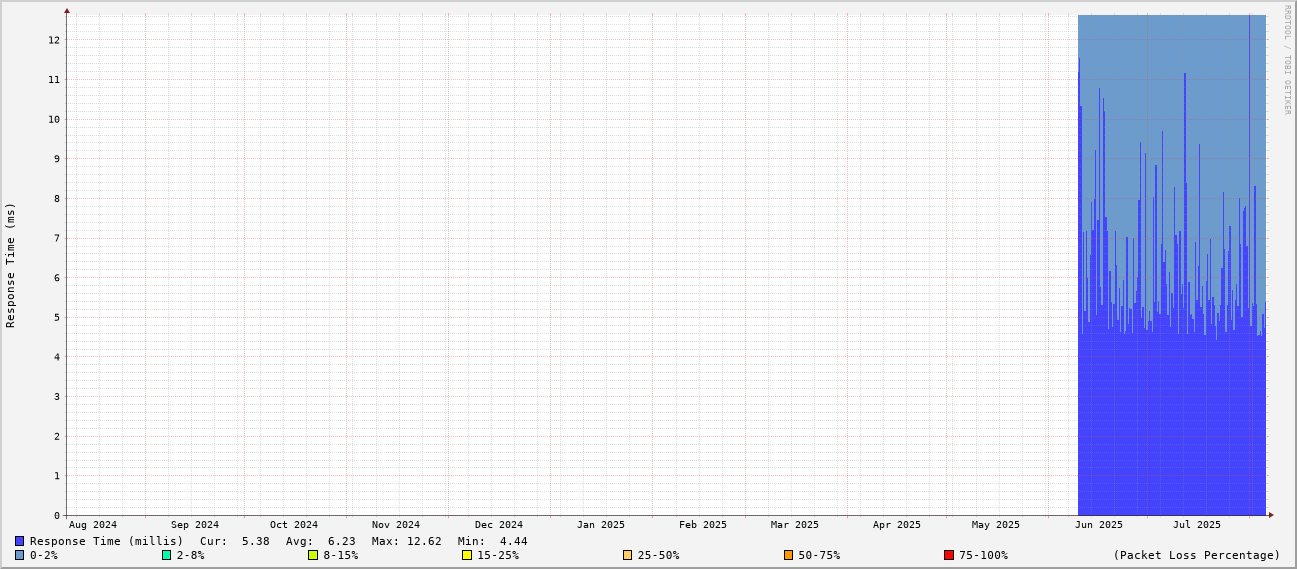 RRDTOOL / TOBI OETIKER
Response Time (ms)
12
11
10
9
8
7
6
5
4
3
2
1
0
Aug 2024 Sep 2024 Oct 2024 Nov 2024 Dec 2024 Jan 2025 Feb 2025 Mar 2025 Apr 2025 May 2025 Jun 2025 Jul 2025
Response Time (millis) Cur: 5.38 Avg: 6.23 Max: 12.62 Min: 4.44
0-2% 2-8% 8-15% 15-25% 25-50% 50-75% 75-100% (Packet Loss Percentage)